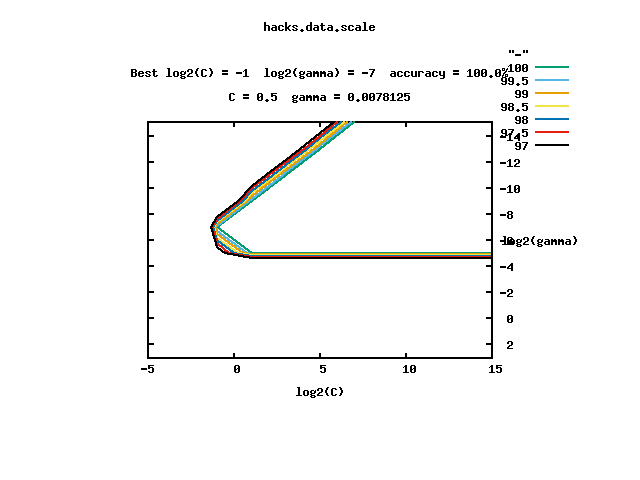 hacks.data.scale
"_"
Best log2(C) = -1  log2(gamma) = -7  accuracy = 100.0%
100
99.5
C = 0.5  gamma = 0.0078125
99
98.5
98
97.5
-14
97
-12
-10
-8
-6
log2(gamma)
-4
-2
0
2
-5 0 5 10 15
log2(C)